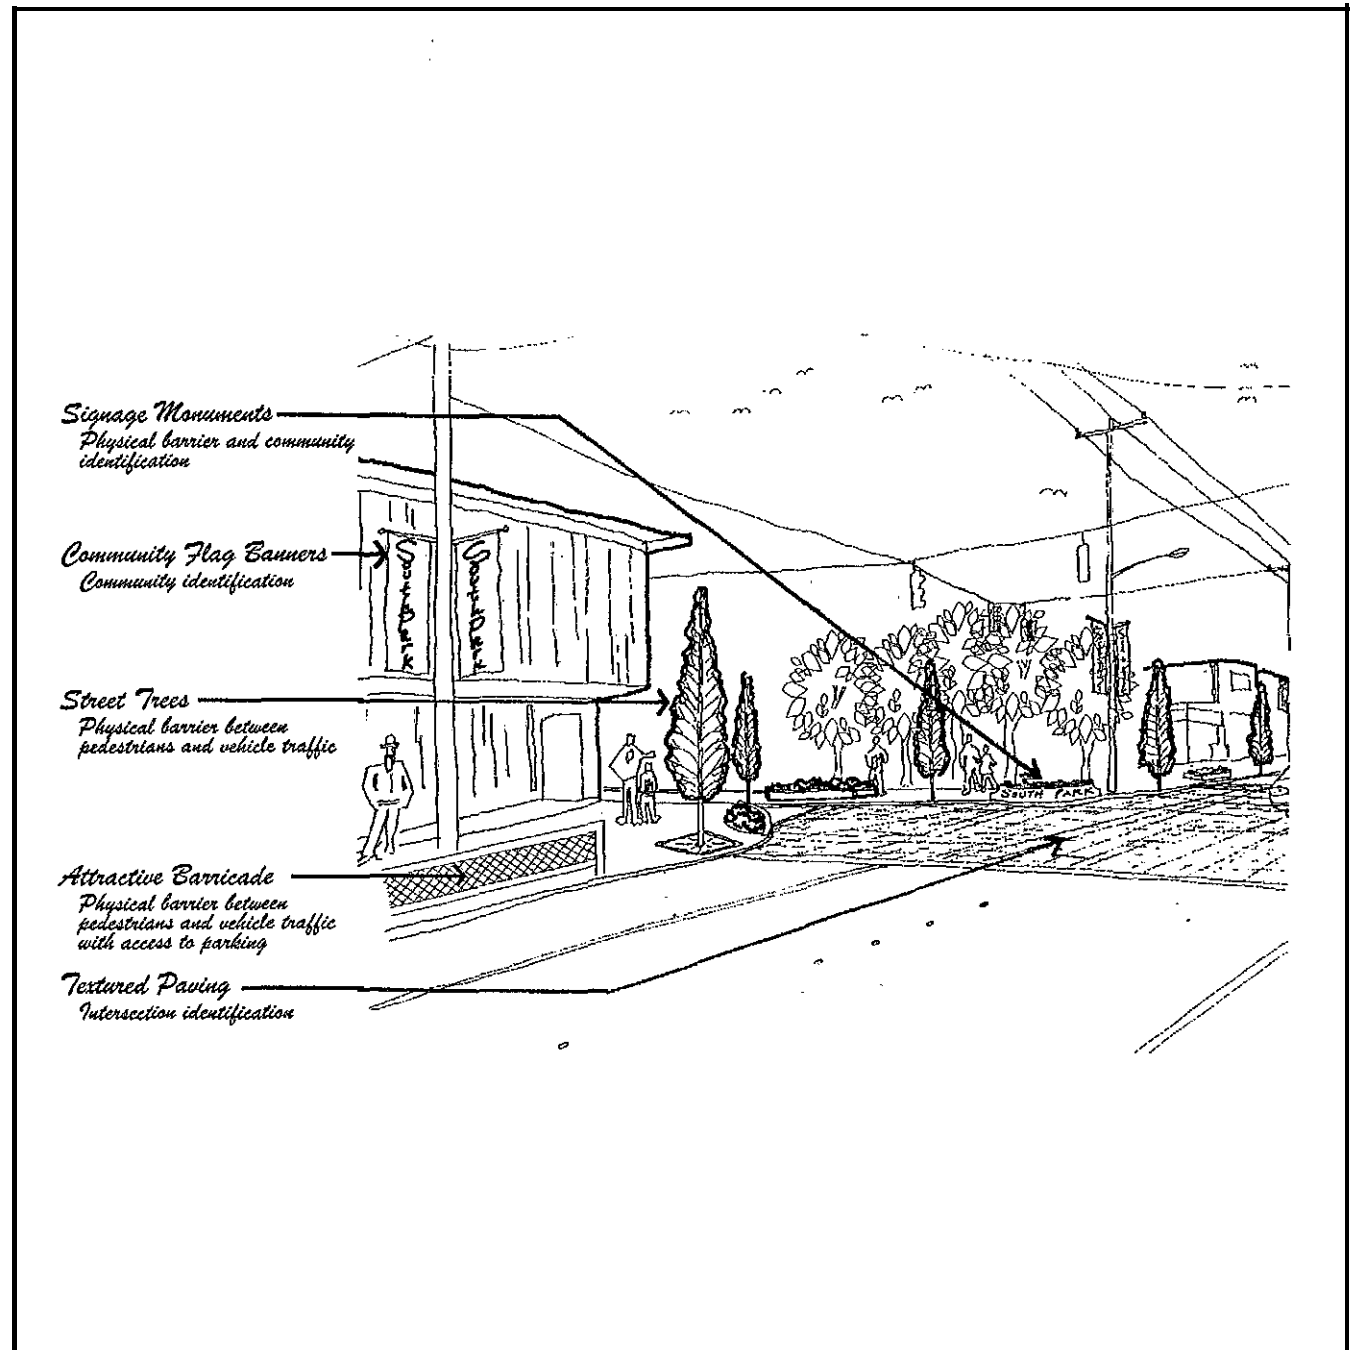 Signage Monuments
Physical barrier and community
identification
Community Flag Banners
Community identification
Street Trees
Physical barrier between
pedestrians and vehicle traffic
Attractive Barricade
Physical barrier between
pedestrians and vehicle traffic
with access to parking
Textured Paving
Intersection identification
South Park
South Park
SOUTH PARK